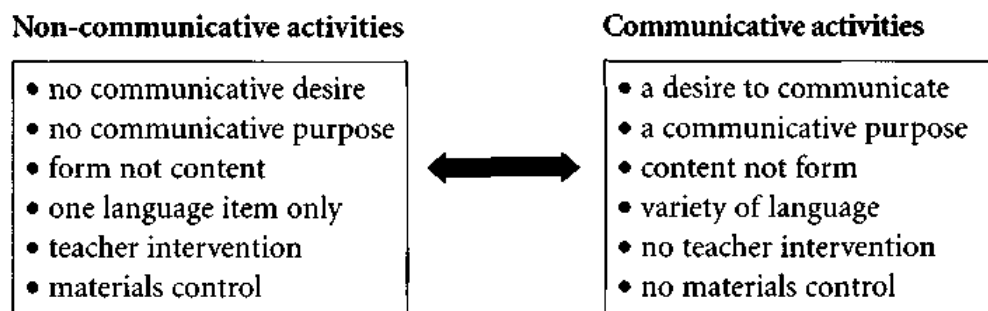 Non-communicative activities
• no communicative desire
• no communicative purpose
• form not content
• one language item only
• teacher intervention
• materials control
Communicative activities
• a desire to communicate
• a communicative purpose
• content not form
• variety of language
• no teacher intervention
• no materials control